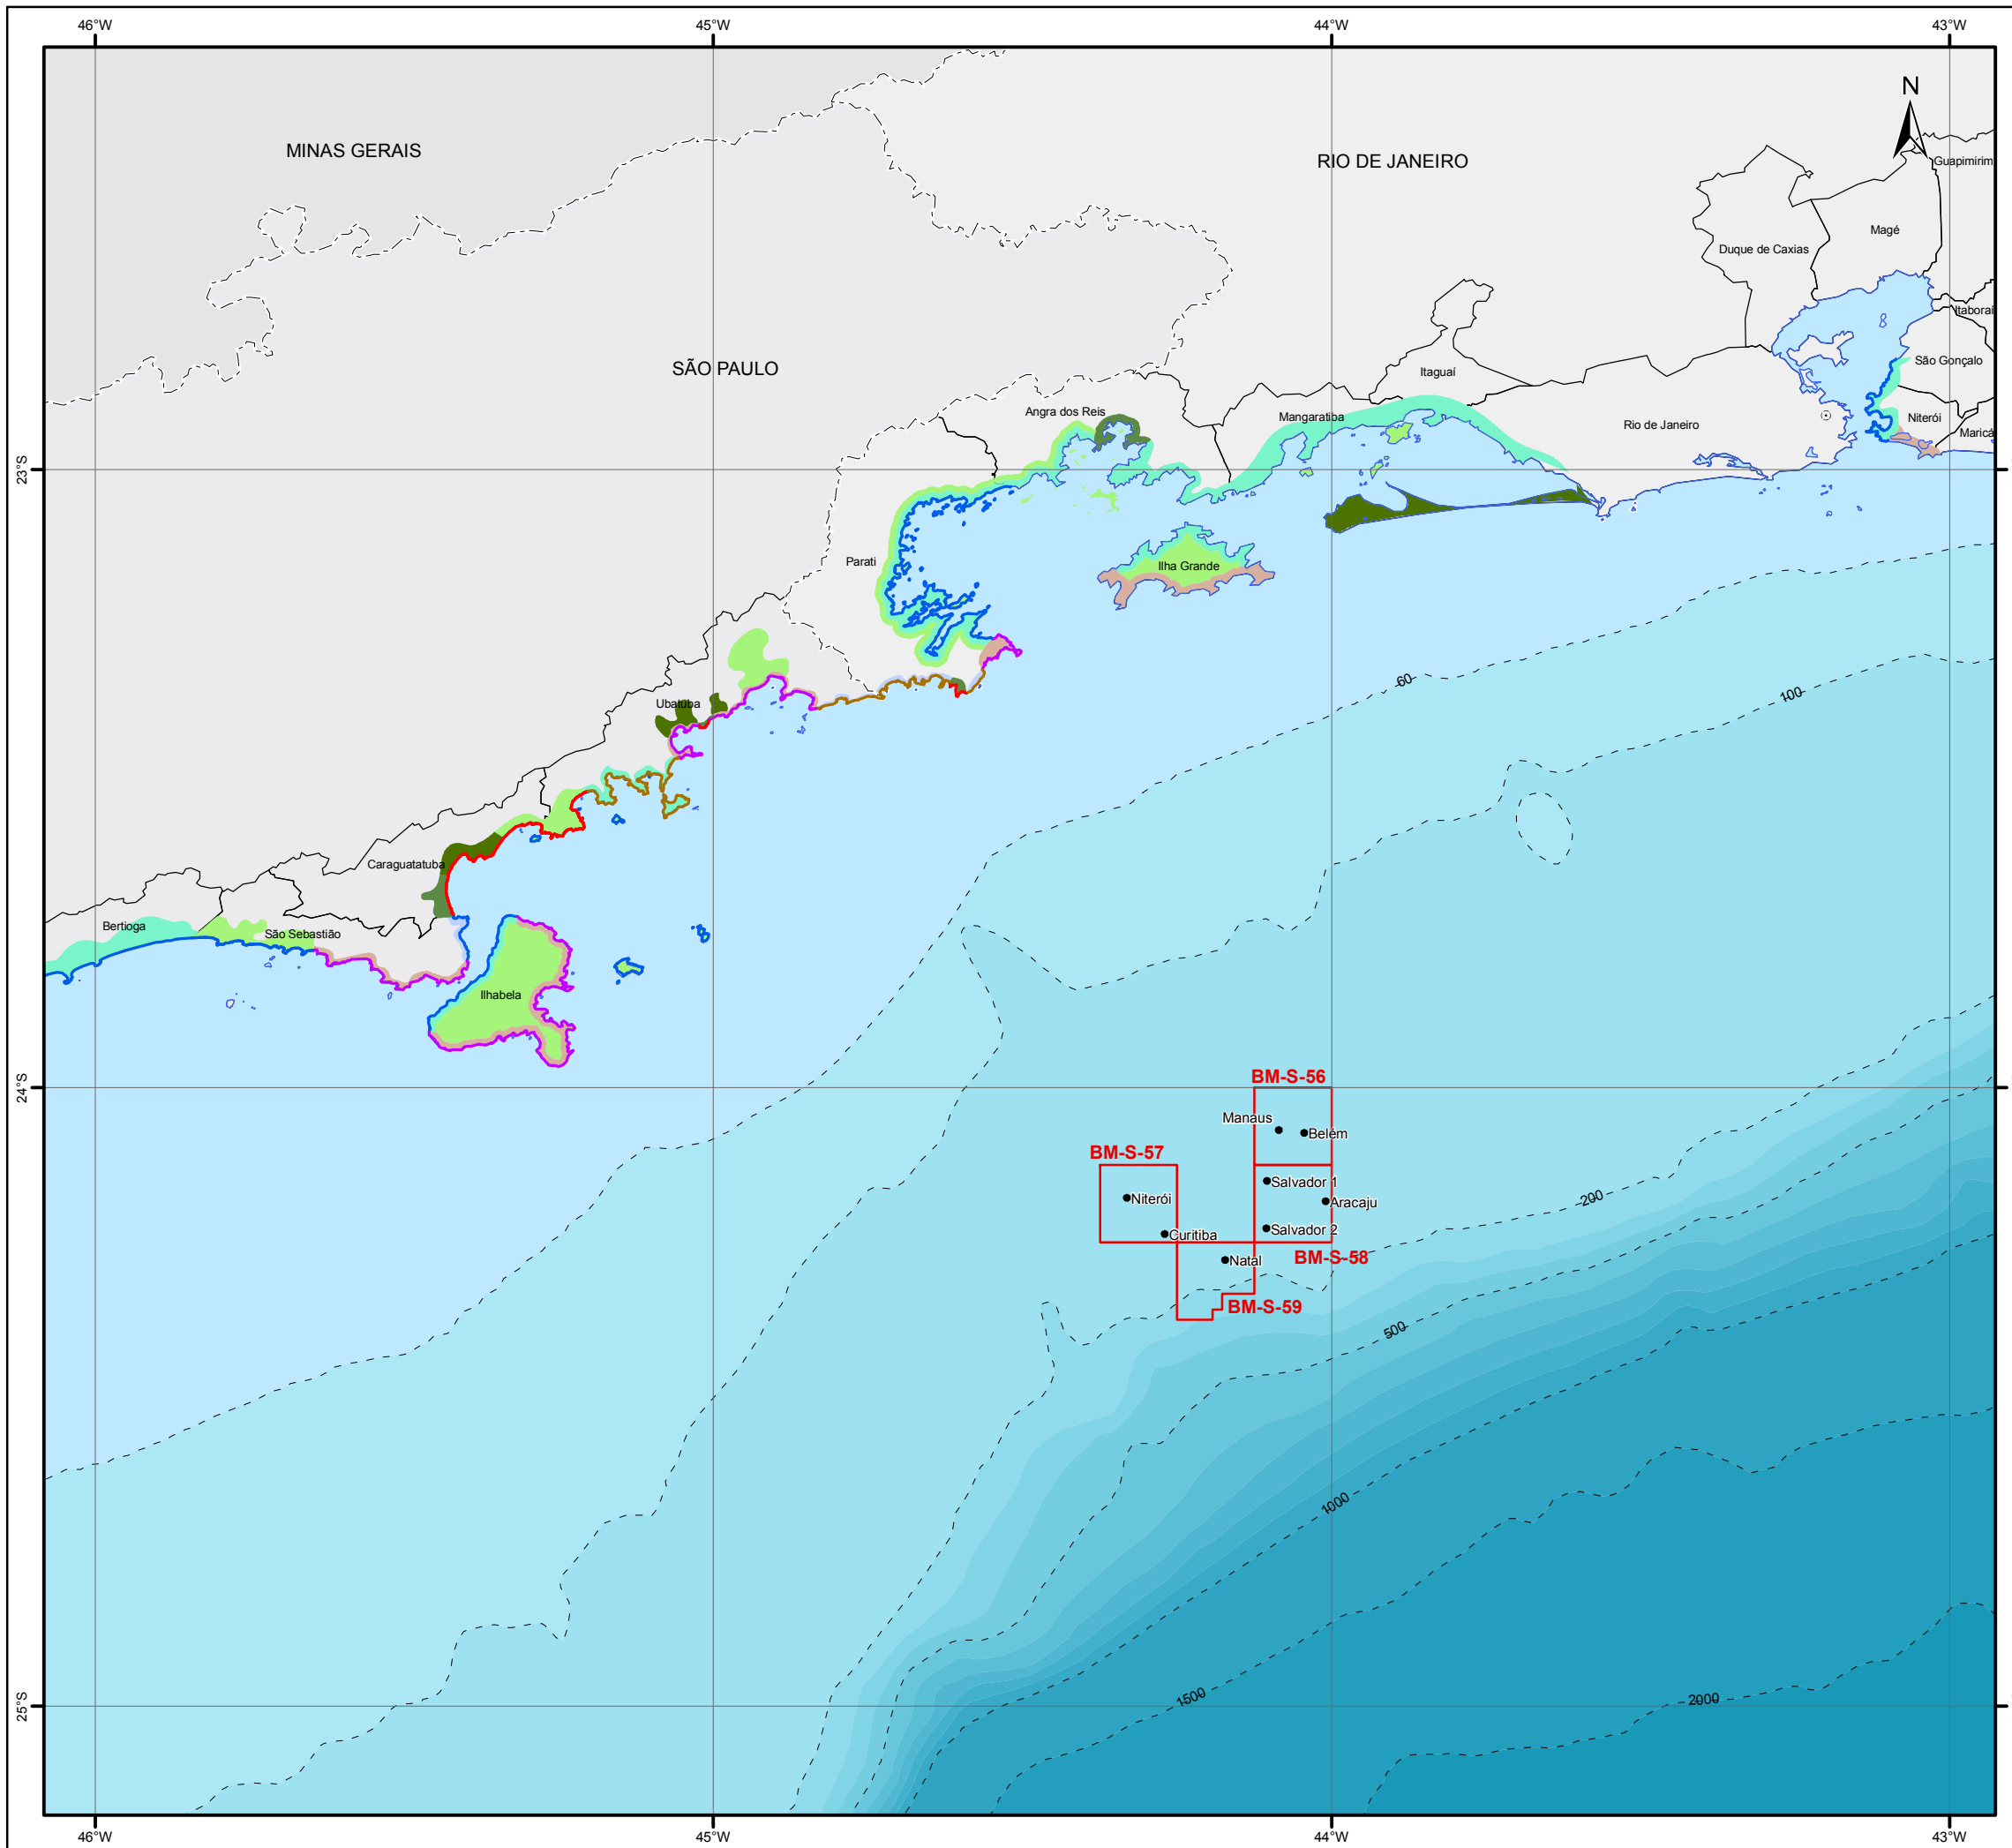 46°W
45°W
44°W
43°W
N
MINAS GERAIS
RIO DE JANEIRO
Guapimirim
Magé
Duque de Caxias
Itaboraí
SÃO PAULO
São Gonçalo
Itaguaí
Angra dos Reis
Mangaratiba
Rio de Janeiro
Niterói
Maricá
23°S
Parati
Ilha Grande
60
100
Ubatuba
Caraguatatuba
Bertioga
São Sebastião
Ilhabela
24°S
BM-S-56
Manaus
Belém
BM-S-57
Salvador 1
Niterói
Aracaju
200
Salvador 2
Curitiba
Natal
BM-S-58
BM-S-59
500
1000
25°S
1500
2000
46°W
45°W
44°W
43°W